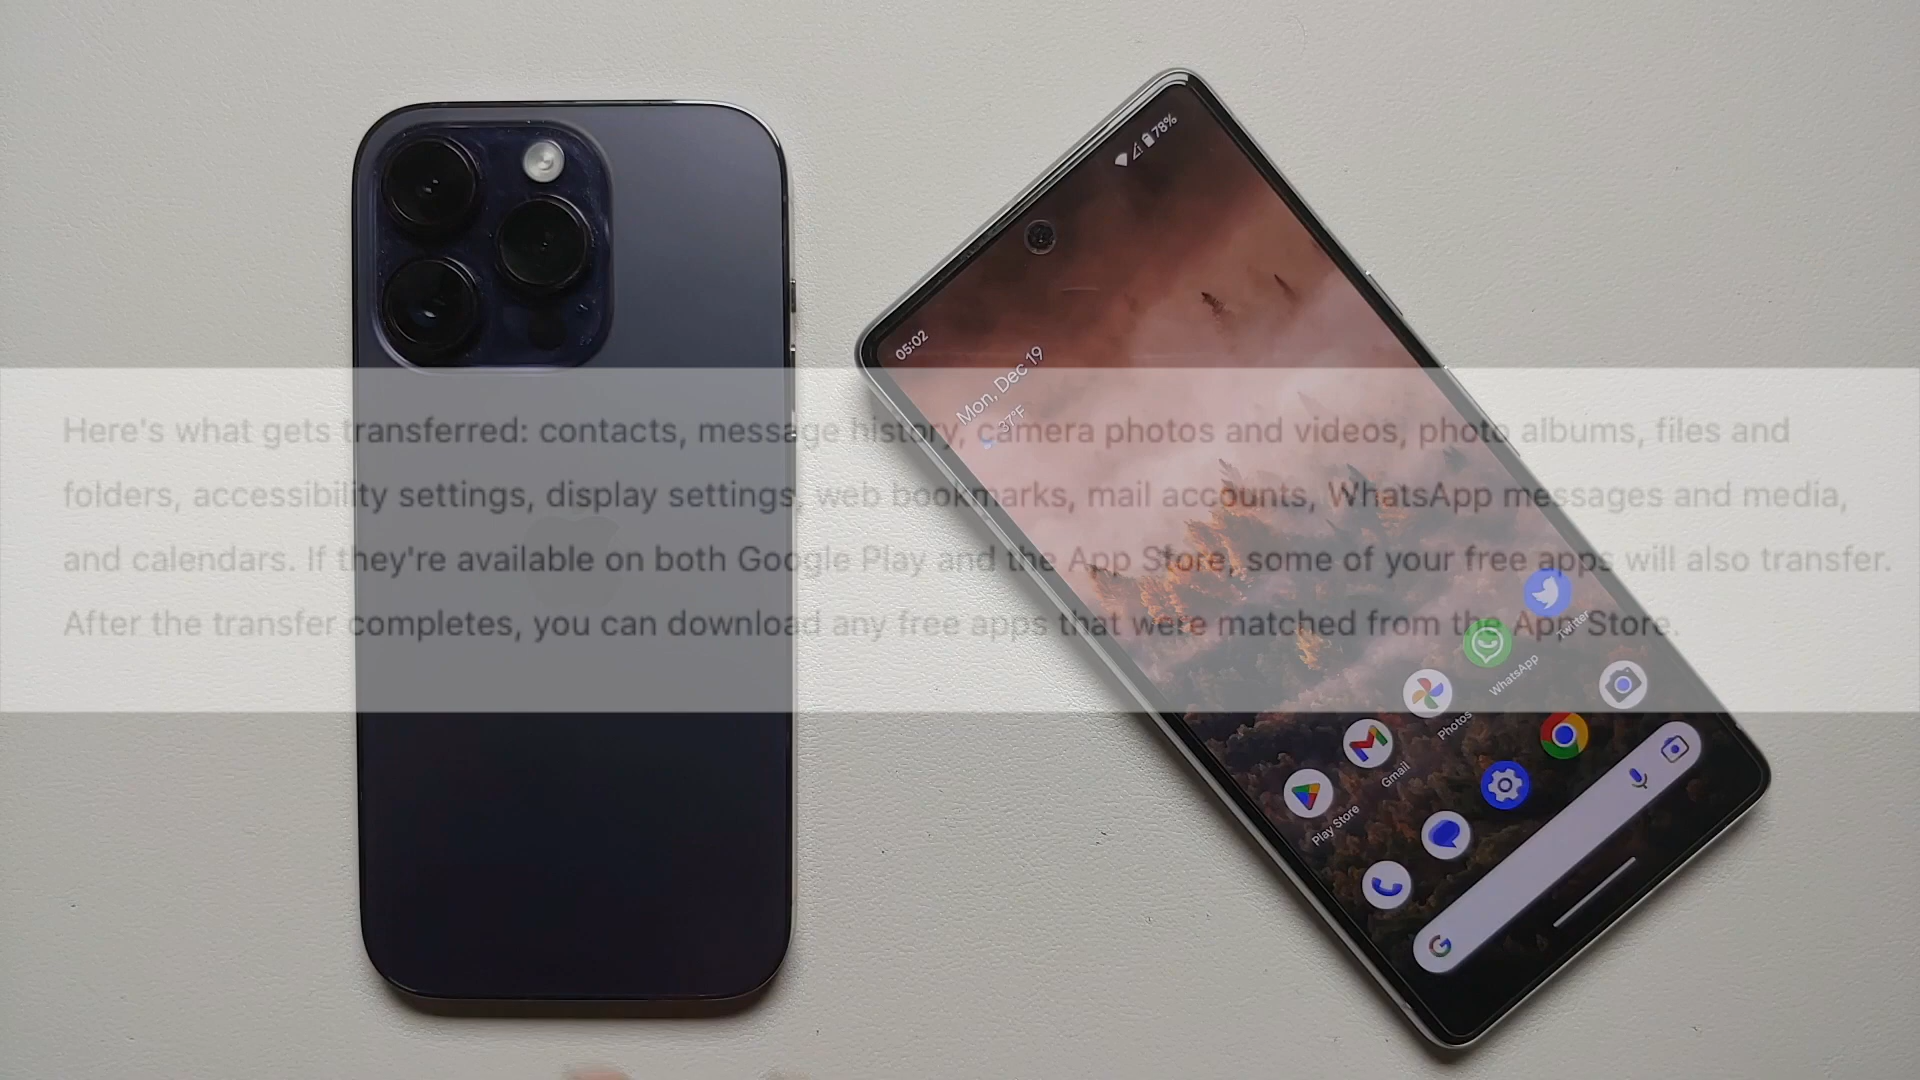 78%
05:02
Mon, Dec 19
37°F
Here's what gets transferred: contacts, message history, camera photos and videos, photo albums, files and
folders, accessibility settings, display settings, web bookmarks, mail accounts, WhatsApp messages and media,
and calendars. If they're available on both Google Play and the App Store, some of your free apps will also transfer.
After the transfer completes, you can download any free apps that were matched from the App Store.
Twitter
WhatsApp
Photos
Gmail
Play Store
G